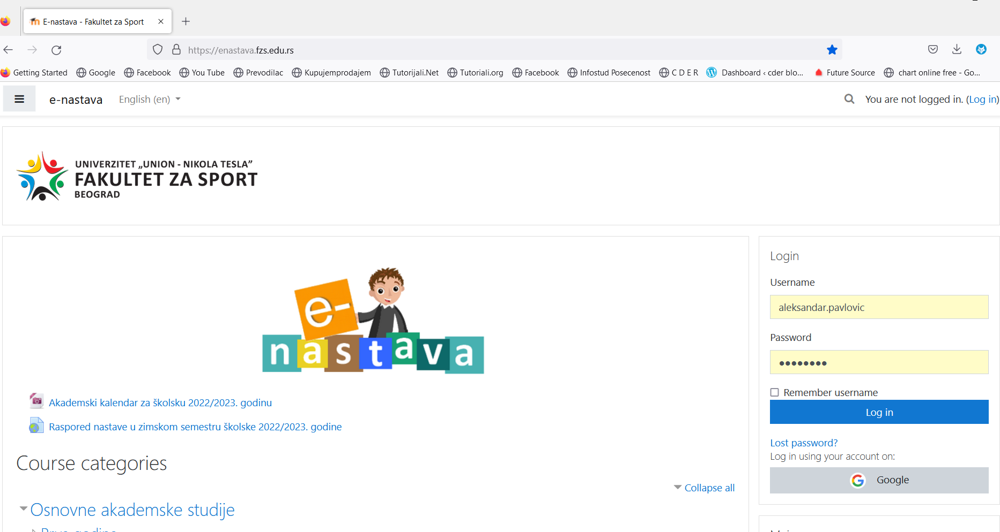 E-nastava - Fakultet za Sport
https://enastava.fzs.edu.rs
Getting Started Google Facebook You Tube Prevodilac Kupujemprodajem Tutorijali.Net Tutoriali.org Facebook Infostud Posecenost C D E R Dashboard ‹ cder blo... Future Source chart online free - Go...
e-nastava English (en) You are not logged in. (Log in)
UNIVERZITET „UNION - NIKOLA TESLA”
FAKULTET ZA SPORT
BEOGRAD
e-
nastava
Akademski kalendar za školsku 2022/2023. godinu
Raspored nastave u zimskom semestru školske 2022/2023. godine
Course categories
Collapse all
Osnovne akademske studije
Login
Username
aleksandar.pavlovic
Password
Remember username
Log in
Lost password?
Log in using your account on:
Google